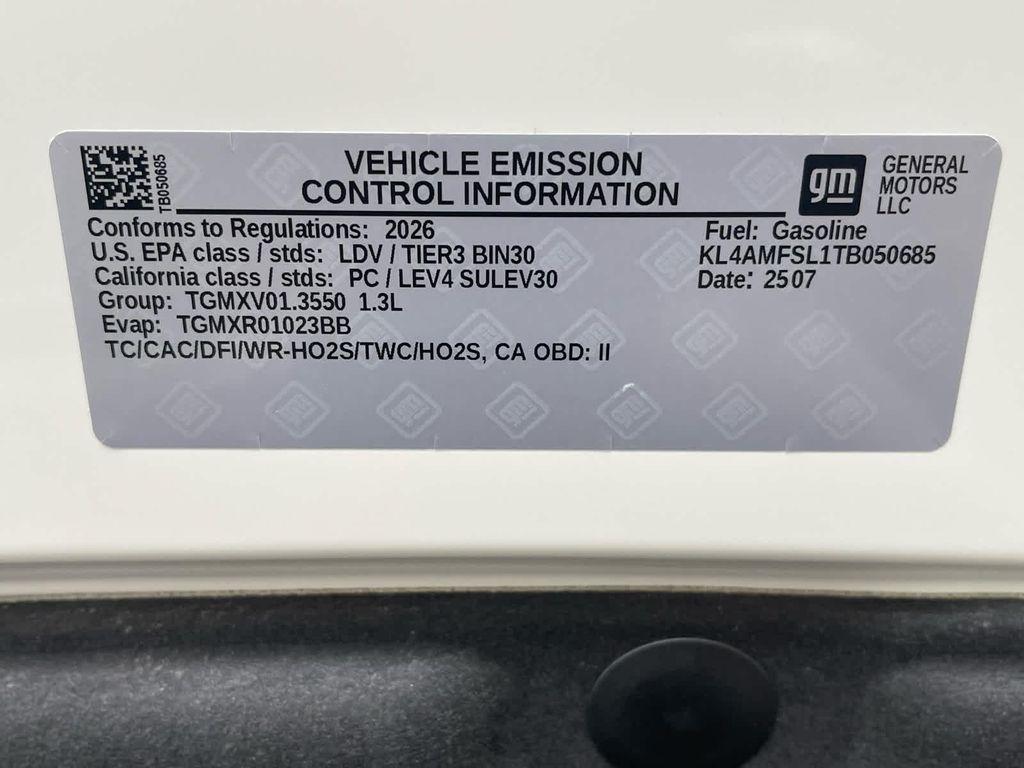 TB050685
VEHICLE EMISSION
CONTROL INFORMATION
gm
GENERAL
MOTORS
LLC
Conforms to Regulations: 2026
U.S. EPA class / stds: LDV / TIER3 BIN30
California class / stds: PC / LEV4 SULEV30
Group: TGMXV01.3550 1.3L
Evap: TGMXR01023BB
TC/CAC/DFI/WR-HO2S/TWC/HO2S, CA OBD: II
Fuel: Gasoline
KL4AMFSL1TB050685
Date: 2507